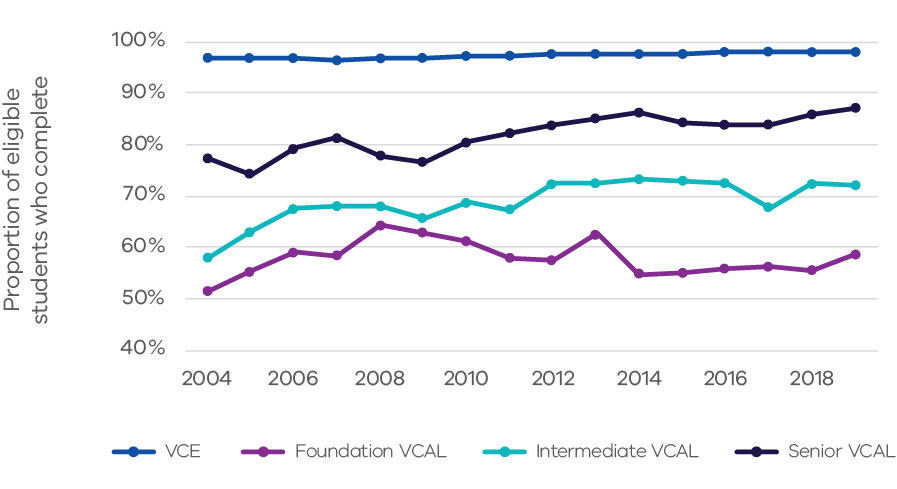 Proportion of eligible
students who complete
100%
90%
80%
70%
60%
50%
40%
2004 2006 2008 2010 2012 2014 2016 2018
VCE Foundation VCAL Intermediate VCAL Senior VCAL